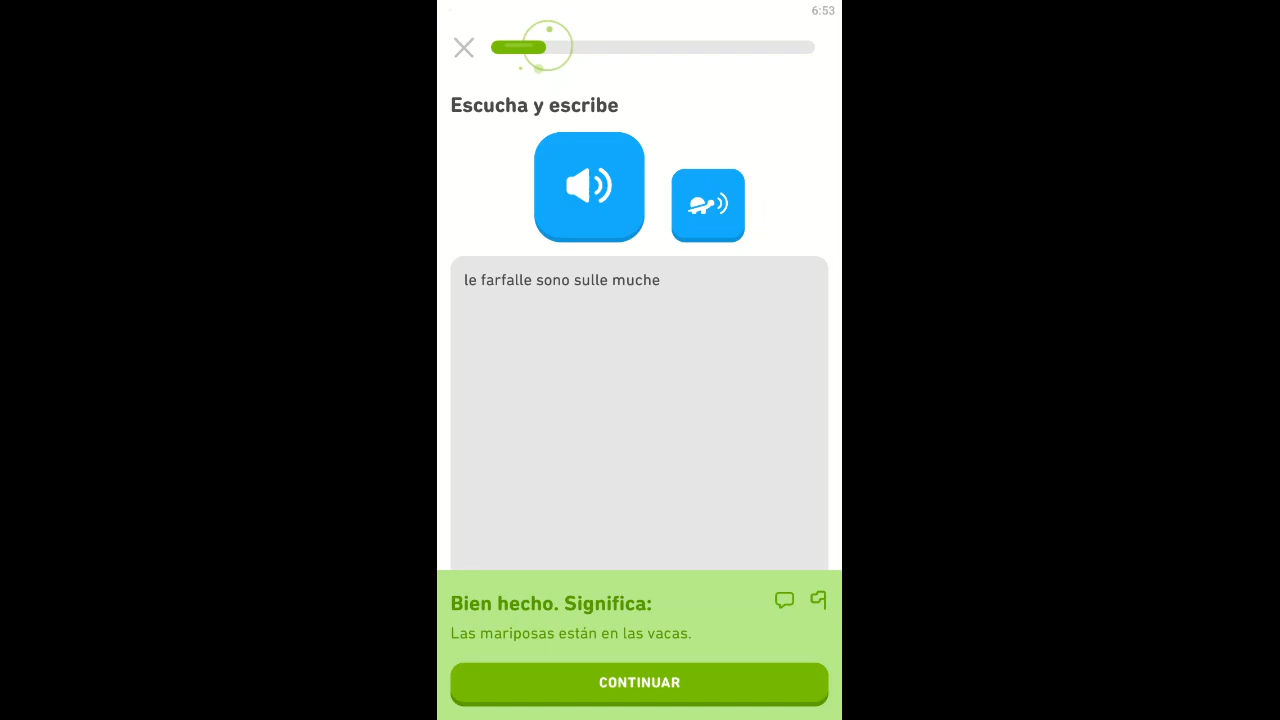 6:53
Escucha y escribe
le farfalle sono sulle muche
Bien hecho. Significa:
Las mariposas están en las vacas.
CONTINUAR